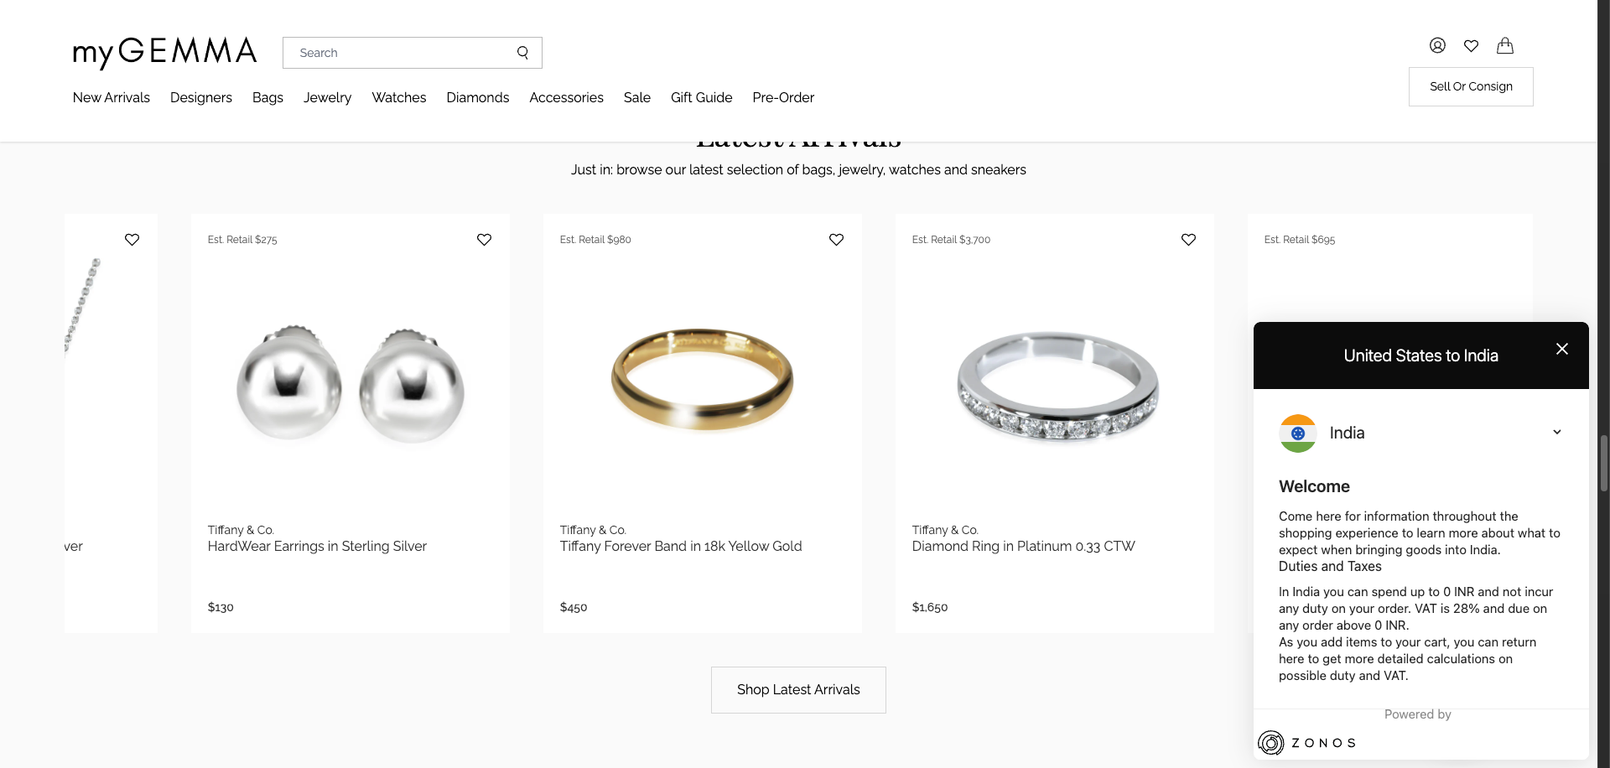 myGEMMA
Search
Sell Or Consign
New Arrivals Designers Bags Jewelry Watches Diamonds Accessories Sale Gift Guide Pre-Order
Latest Arrivals
Just in: browse our latest selection of bags, jewelry, watches and sneakers
ver
Est. Retail $275
Tiffany & Co.
HardWear Earrings in Sterling Silver
$130
Est. Retail $980
Tiffany & Co.
Tiffany Forever Band in 18k Yellow Gold
$450
Est. Retail $3,700
Tiffany & Co.
Diamond Ring in Platinum 0.33 CTW
$1,650
Est. Retail $695
Shop Latest Arrivals
United States to India
India
Welcome
Come here for information throughout the
shopping experience to learn more about what to
expect when bringing goods into India.
Duties and Taxes
In India you can spend up to 0 INR and not incur
any duty on your order. VAT is 28% and due on
any order above 0 INR.
As you add items to your cart, you can return
here to get more detailed calculations on
possible duty and VAT.
Powered by
ZONOS